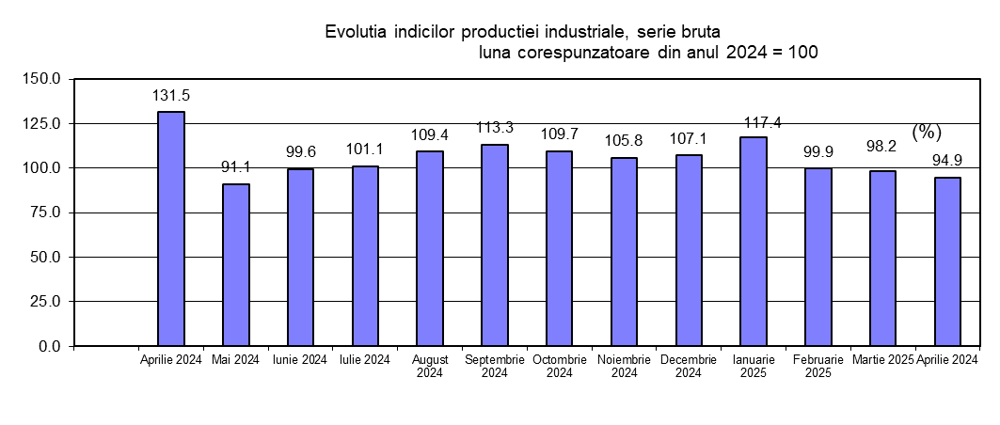 Evolutia indicilor productiei industriale, serie bruta
luna corespunzatoare din anul 2024 = 100
150.0
125.0
100.0
75.0
50.0
25.0
0.0
131.5
91.1
99.6
101.1
109.4
113.3
109.7
105.8
107.1
117.4
99.9
98.2
94.9
(%)
Aprilie 2024
Mai 2024
Iunie 2024
Iulie 2024
August
2024
Septembrie
2024
Octombrie
2024
Noiembrie
2024
Decembrie
2024
Ianuarie
2025
Februarie
2025
Martie 2025
Aprilie 2024